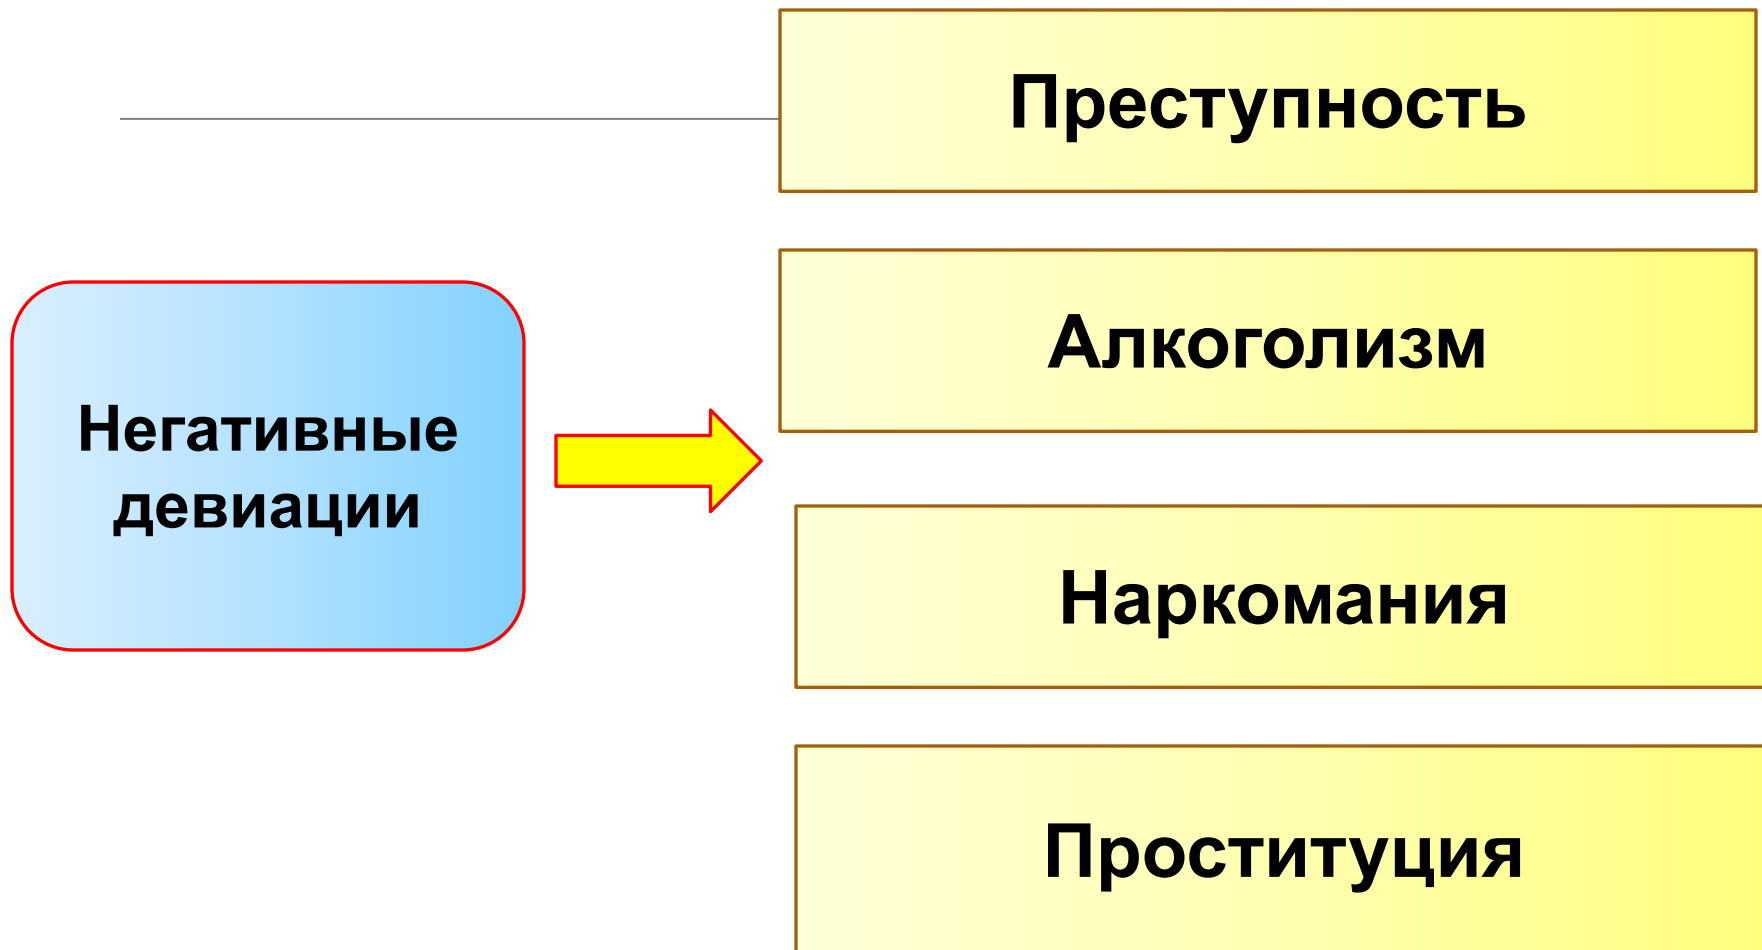 Преступность
Алкоголизм
Негативные
девиации
Наркомания
Проституция